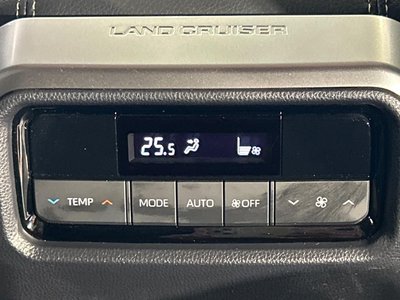 LAND CRUISER
25.5
TEMP MODE AUTO OFF